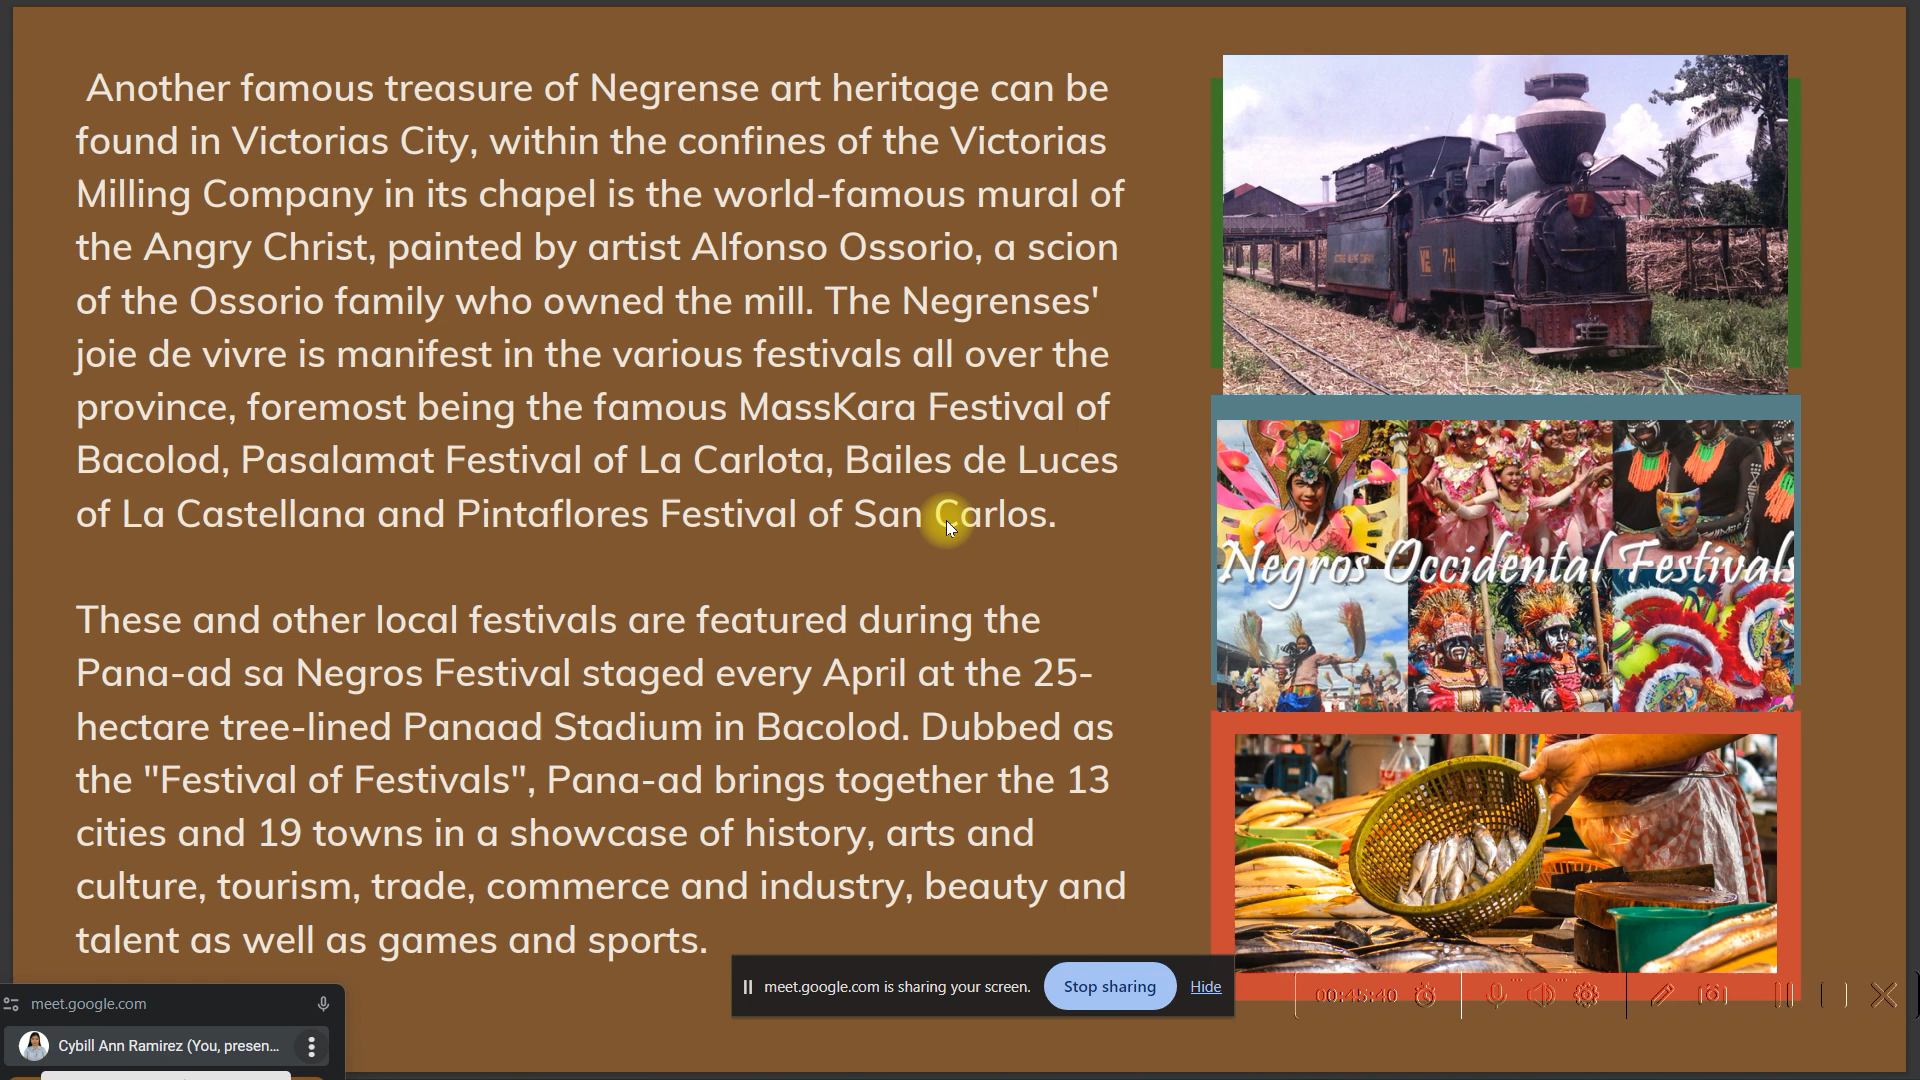 Another famous treasure of Negrense art heritage can be
found in Victorias City, within the confines of the Victorias
Milling Company in its chapel is the world-famous mural of
the Angry Christ, painted by artist Alfonso Ossorio, a scion
of the Ossorio family who owned the mill. The Negrenses'
joie de vivre is manifest in the various festivals all over the
province, foremost being the famous MassKara Festival of
Bacolod, Pasalamat Festival of La Carlota, Bailes de Luces
of La Castellana and Pintaflores Festival of San Carlos.
These and other local festivals are featured during the
Pana-ad sa Negros Festival staged every April at the 25-
hectare tree-lined Panaad Stadium in Bacolod. Dubbed as
the "Festival of Festivals", Pana-ad brings together the 13
cities and 19 towns in a showcase of history, arts and
culture, tourism, trade, commerce and industry, beauty and
talent as well as games and sports.
7
7-H
Negros Occidental Festivals
meet.google.com is sharing your screen.
Stop sharing
Hide
00:45:40
meet.google.com
Cybill Ann Ramirez (You, presen...